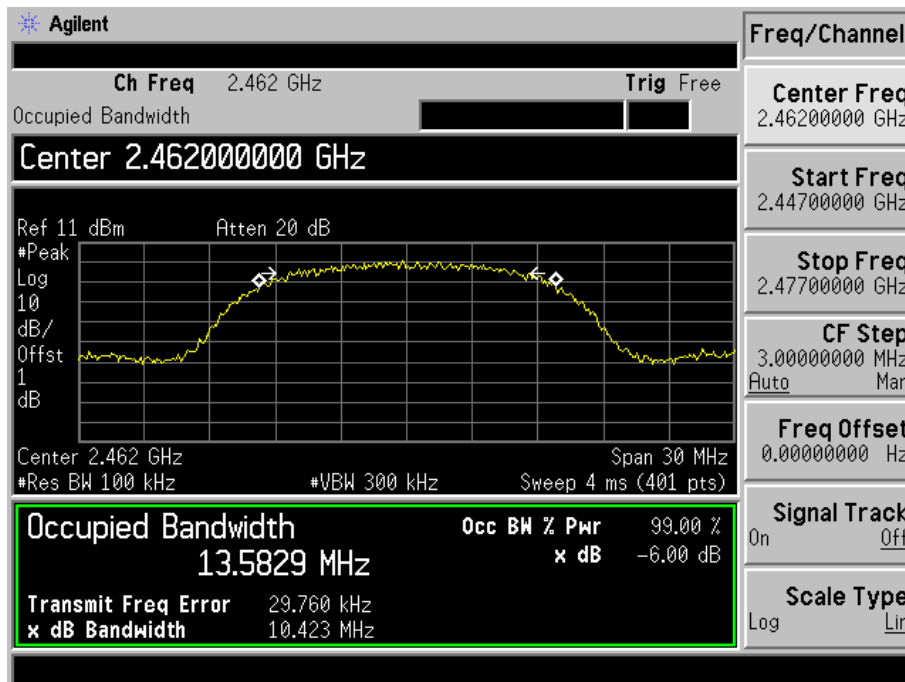 Agilent
Freq/Channel
Ch Freq 2.462 GHz Trig Free
Occupied Bandwidth
Center 2.462000000 GHz
Ref 11 dBm Atten 20 dB
#Peak
Log
10
dB/
Offst
1
dB
Center 2.462 GHz Span 30 MHz
#Res BW 100 kHz #VBW 300 kHz Sweep 4 ms (401 pts)
Occupied Bandwidth
13.5829 MHz
Occ BW % Pwr 99.00 %
x dB -6.00 dB
Transmit Freq Error 29.760 kHz
x dB Bandwidth 10.423 MHz
Center Freq
2.46200000 GHz
Start Freq
2.44700000 GHz
Stop Freq
2.47700000 GHz
CF Step
3.00000000 MHz
Auto Man
Freq Offset
0.00000000 Hz
Signal Track
On Off
Scale Type
Log Lin